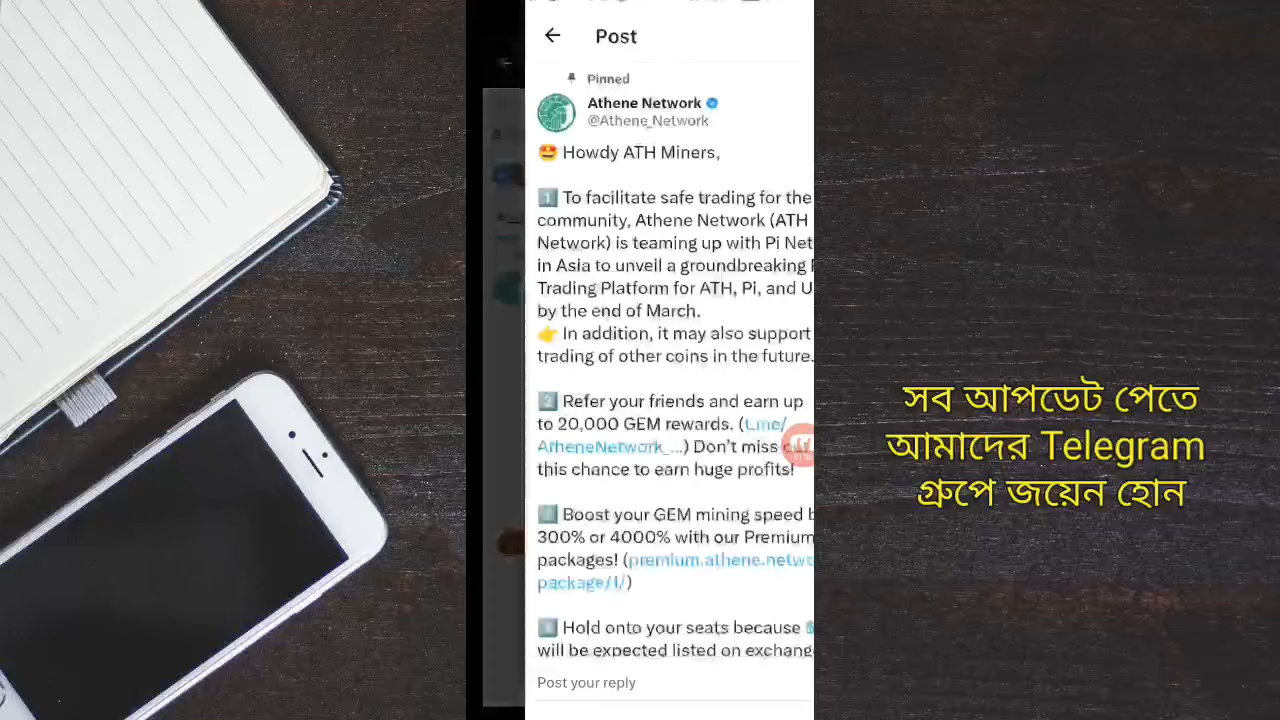 Post
Pinned
Athene Network
@Athene_Network
🤩 Howdy ATH Miners,
1️⃣ To facilitate safe trading for the
community, Athene Network (ATH
Network) is teaming up with Pi Net
in Asia to unveil a groundbreaking
Trading Platform for ATH, Pi, and U
by the end of March.
👉 In addition, it may also support
trading of other coins in the future.
2️⃣ Refer your friends and earn up
to 20,000 GEM rewards. (t.me/
AtheneNetwork_...) Don't miss
this chance to earn huge profits!
Boost your GEM mining speed b
300% or 4000% with our Premium
packages! (premium.athene.netwo
package/1/)
Hold onto your seats because
will be expected listed on exchang
Post your reply
সব আপডেট পেতে
আমাদের Telegram
গ্রুপে জয়েন হোন